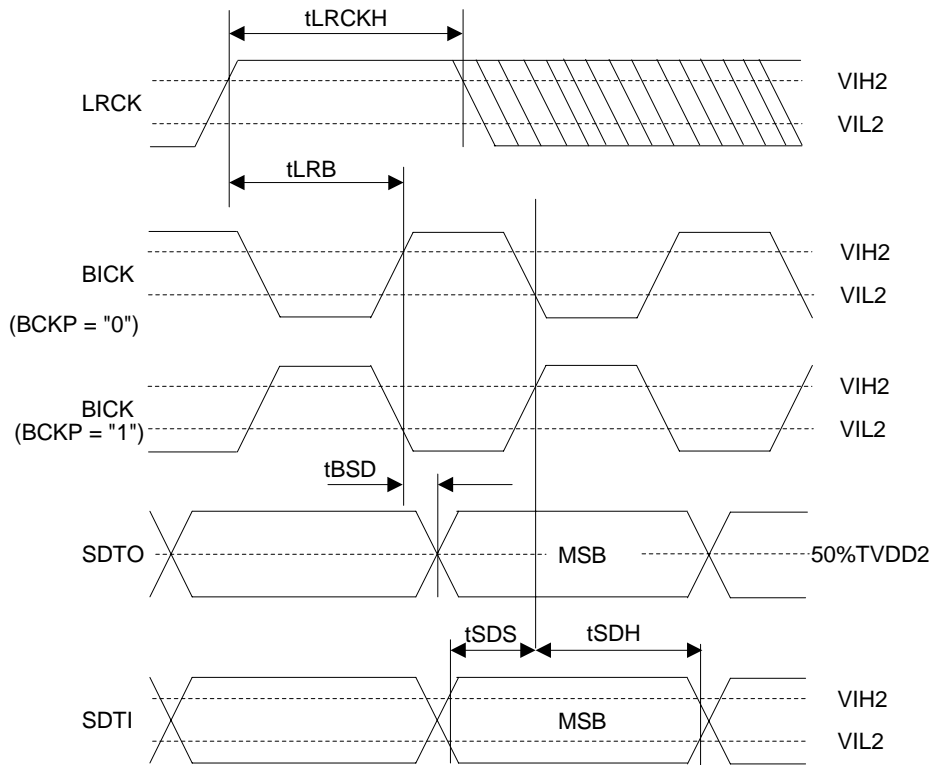 tLRCKH
LRCK
VIH2
VIL2
tLRB
BICK
(BCKP = "0")
VIH2
VIL2
BICK
(BCKP = "1")
VIH2
VIL2
tBSD
SDTO
MSB
50%TVDD2
tSDS
tSDH
SDTI
MSB
VIH2
VIL2